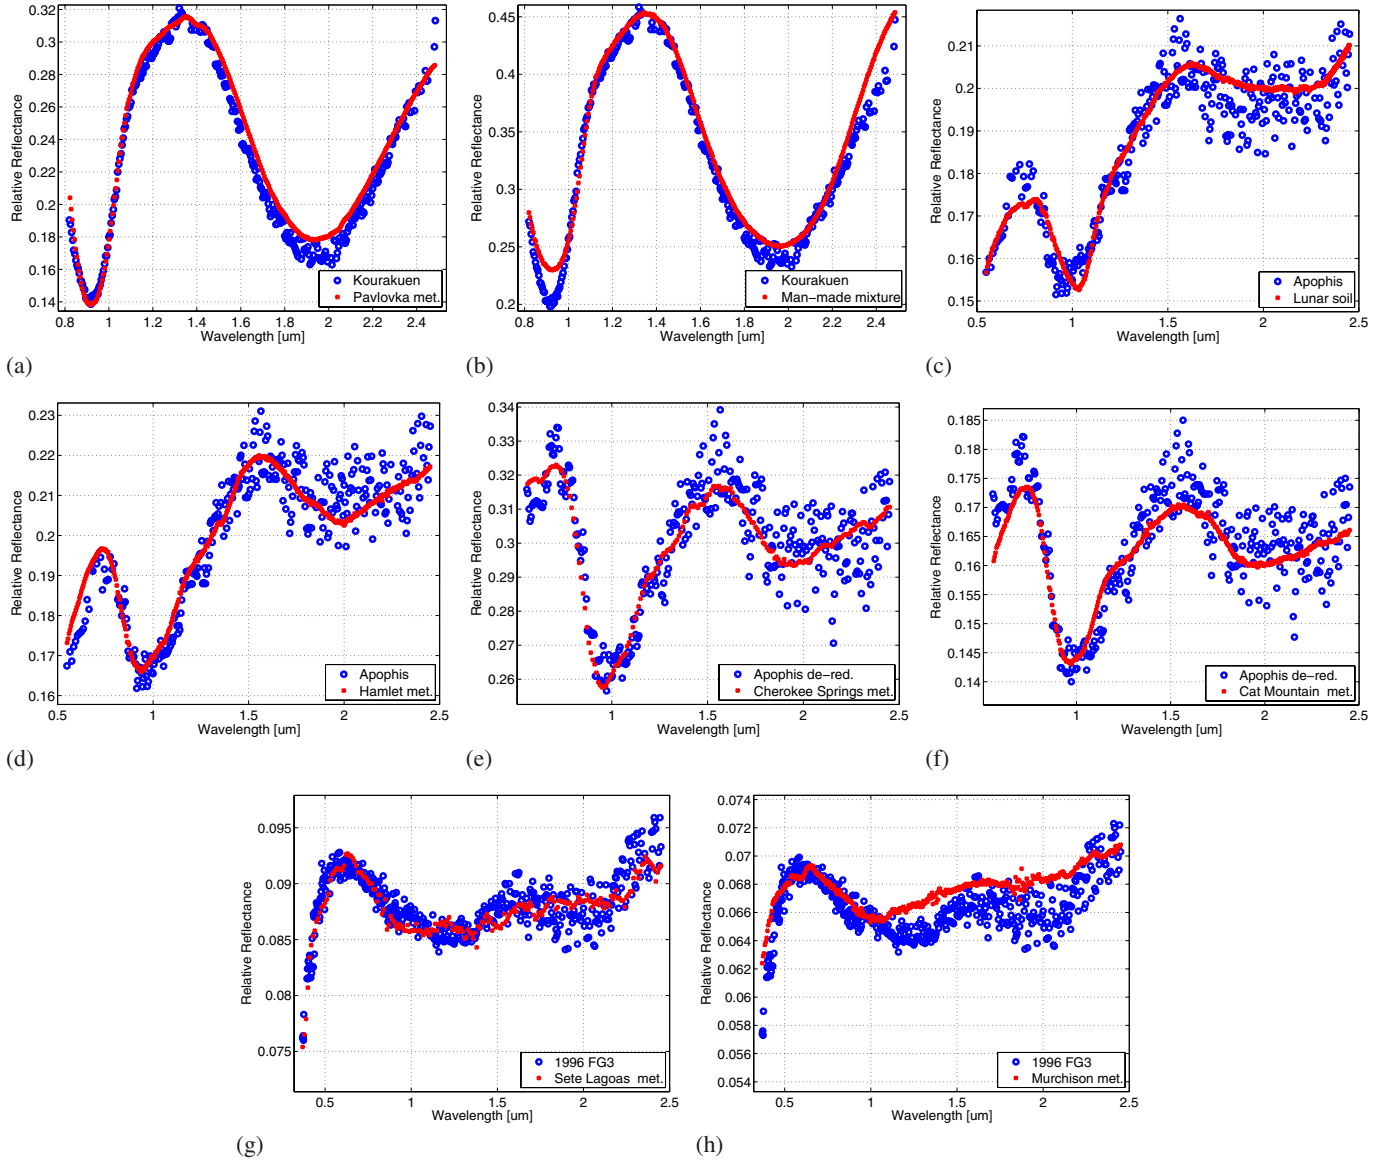 0.32
0.3
0.28
0.26
0.24
0.22
0.2
0.18
0.16
0.14
Relative Reflectance
0.8 1 1.2 1.4 1.6 1.8 2 2.2 2.4
Wavelength [um]
Kourakuen
Pavlovka met.
(a)
0.45
0.4
0.35
0.3
0.25
0.2
Relative Reflectance
0.8 1 1.2 1.4 1.6 1.8 2 2.2 2.4
Wavelength [um]
Kourakuen
Man-made mixture
(b)
0.21
0.2
0.19
0.18
0.17
0.16
0.15
Relative Reflectance
0.5 1 1.5 2 2.5
Wavelength [um]
Apophis
Lunar soil
(c)
0.23
0.22
0.21
0.2
0.19
0.18
0.17
0.16
Relative Reflectance
0.5 1 1.5 2 2.5
Wavelength [um]
Apophis
Hamlet met.
(d)
0.34
0.33
0.32
0.31
0.3
0.29
0.28
0.27
0.26
Relative Reflectance
1 1.5 2 2.5
Wavelength [um]
Apophis de-red.
Cherokee Springs met.
(e)
0.185
0.18
0.175
0.17
0.165
0.16
0.155
0.15
0.145
0.14
Relative Reflectance
1 1.5 2 2.5
Wavelength [um]
Apophis de-red.
Cat Mountain met.
(f)
0.095
0.09
0.085
0.08
0.075
Relative Reflectance
0.5 1 1.5 2 2.5
Wavelength [um]
1996 FG3
Sete Lagoas met.
(g)
0.074
0.072
0.07
0.068
0.066
0.064
0.062
0.06
0.058
0.056
0.054
Relative Reflectance
0.5 1 1.5 2 2.5
Wavelength [um]
1996 FG3
Murchison met.
(h)